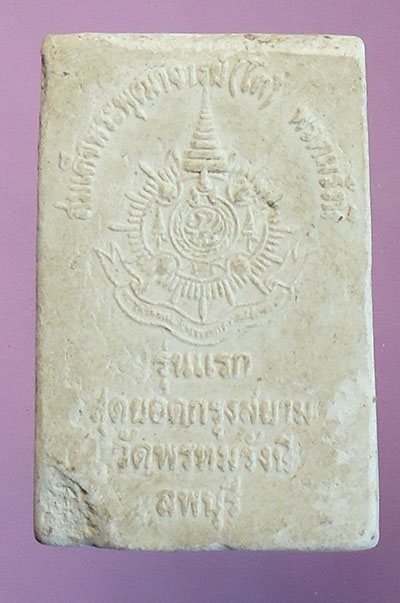 สมเด็จพระพุฒาจารย์(โต) พรหมรังสี
รุ่นแรก
สุดยอดกรุงสยาม
วัดพรหมรังษี
ลพบุรี